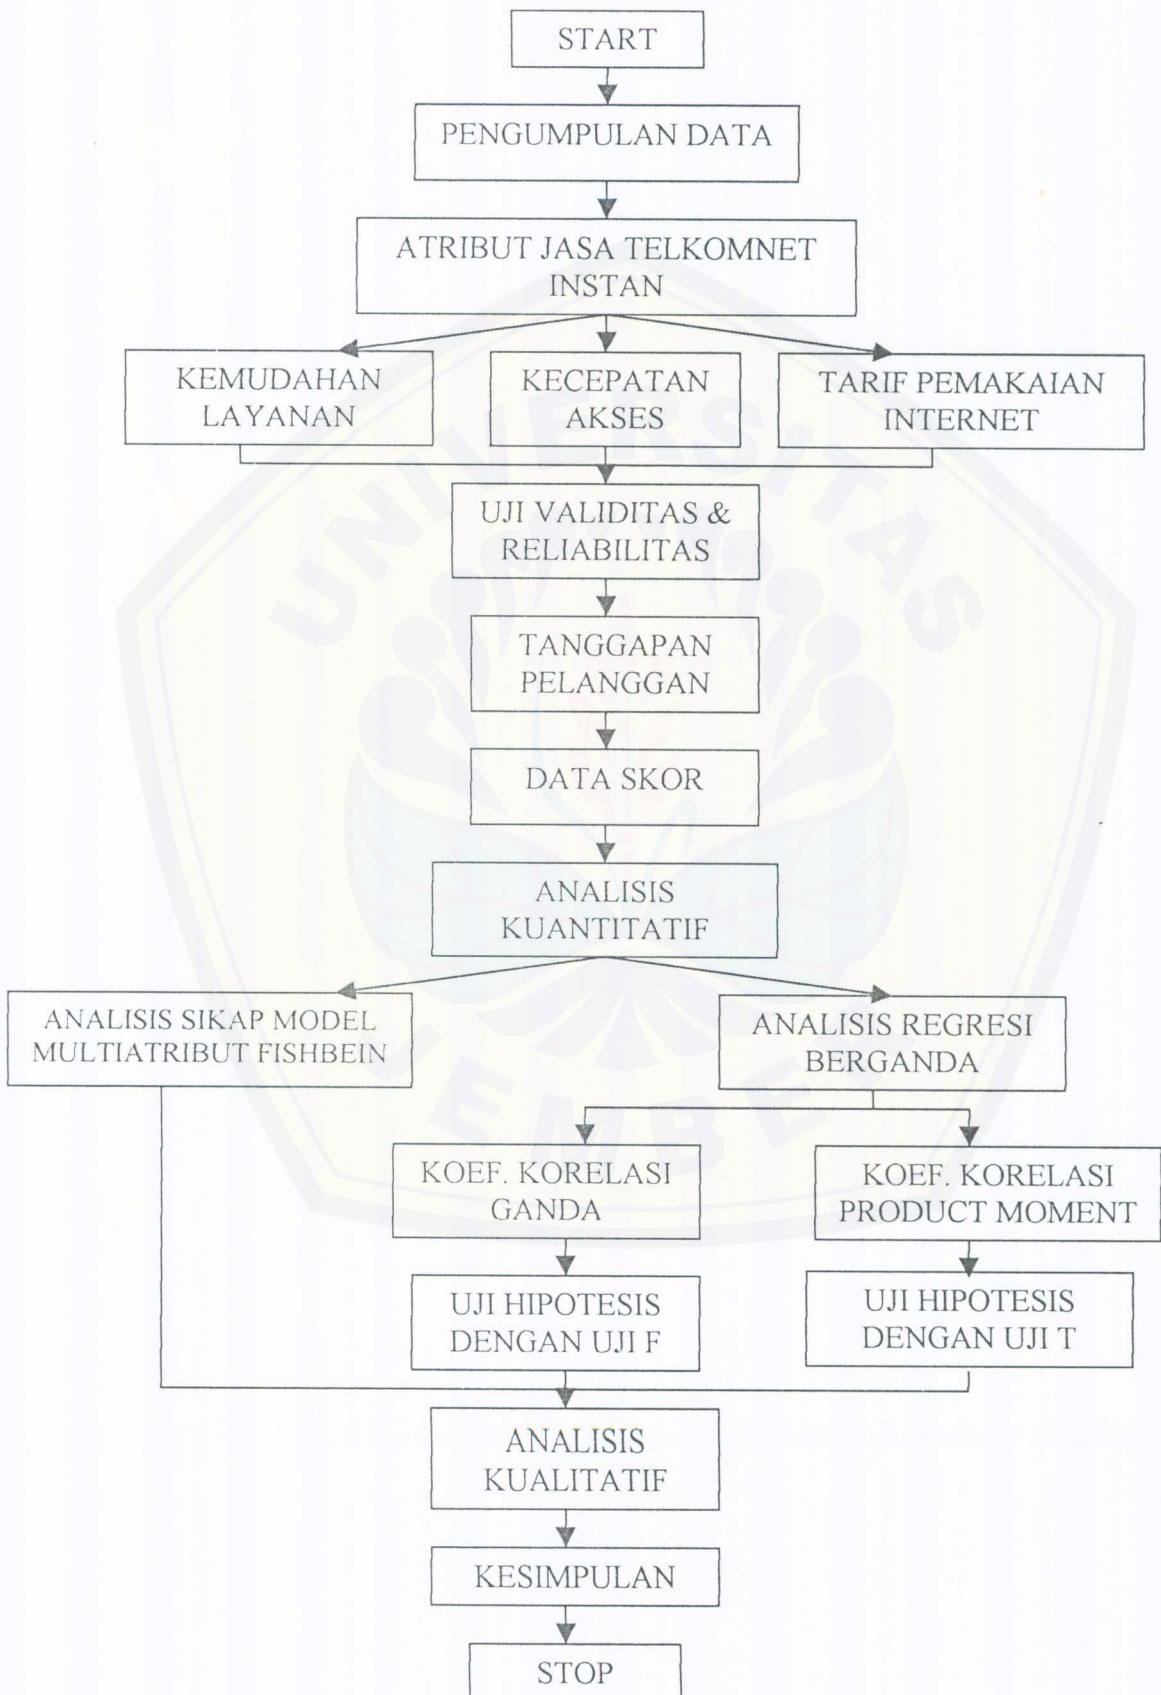 START
PENGUMPULAN DATA
ATRIBUT JASA TELKOMNET
INSTAN
KEMUDAHAN
LAYANAN
KECEPATAN
AKSES
TARIF PEMAKAIAN
INTERNET
UJI VALIDITAS &
RELIABILITAS
TANGGAPAN
PELANGGAN
DATA SKOR
ANALISIS
KUANTITATIF
ANALISIS SIKAP MODEL
MULTIATRIBUT FISHBEIN
ANALISIS REGRESI
BERGANDA
KOEF. KORELASI
GANDA
KOEF. KORELASI
PRODUCT MOMENT
UJI HIPOTESIS
DENGAN UJI F
UJI HIPOTESIS
DENGAN UJI T
ANALISIS
KUALITATIF
KESIMPULAN
STOP
UNIVERSITAS
JEMBER